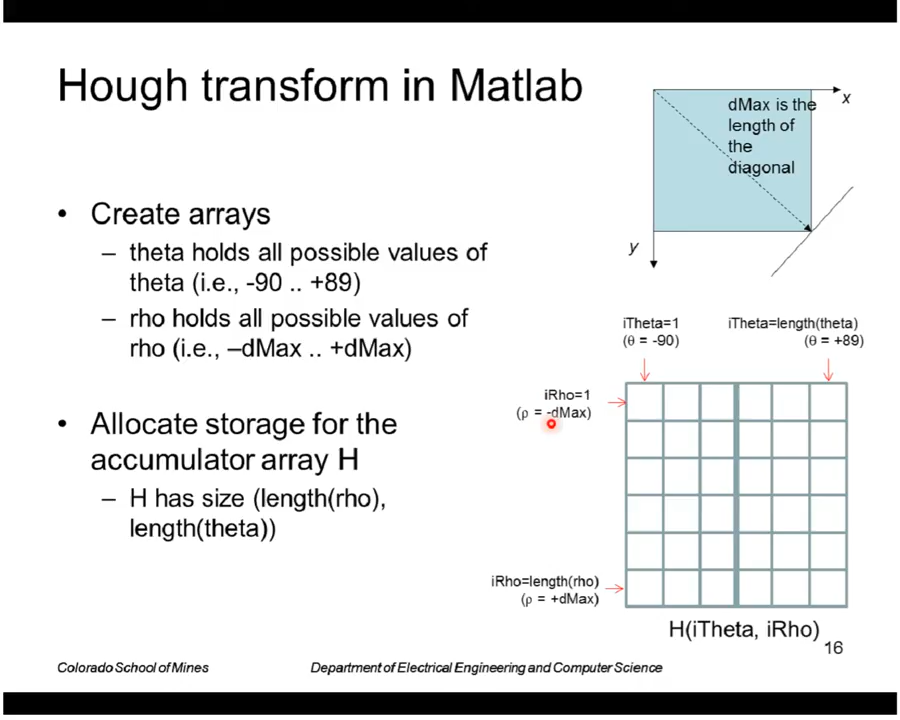 Hough transform in Matlab
dMax is the
length of
the
diagonal
x
y
• Create arrays
– theta holds all possible values of
theta (i.e., -90 .. +89)
– rho holds all possible values of
rho (i.e., –dMax .. +dMax)
• Allocate storage for the
accumulator array H
– H has size (length(rho),
length(theta))
iTheta=1
(θ = -90)
iTheta=length(theta)
(θ = +89)
iRho=1
(ρ = -dMax)
iRho=length(rho)
(ρ = +dMax)
H(iTheta, iRho)
16
Colorado School of Mines
Department of Electrical Engineering and Computer Science